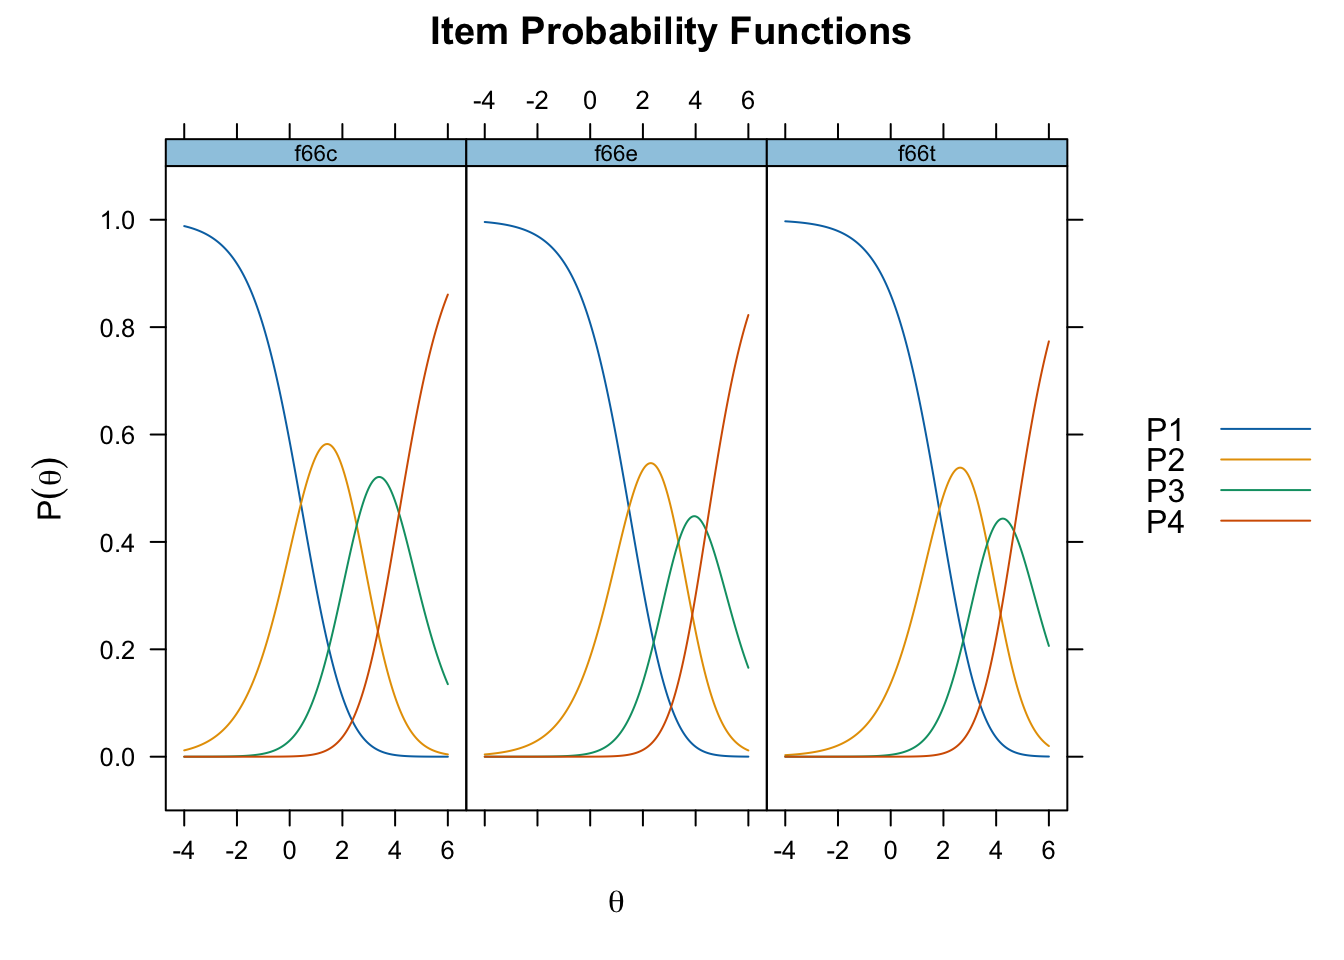 Item Probability Functions
-4 -2 0 2 4 6
f66c f66e f66t
1.0
0.8
0.6
0.4
0.2
0.0
P(θ)
-4 -2 0 2 4 6 -4 -2 0 2 4 6
θ
P1
P2
P3
P4